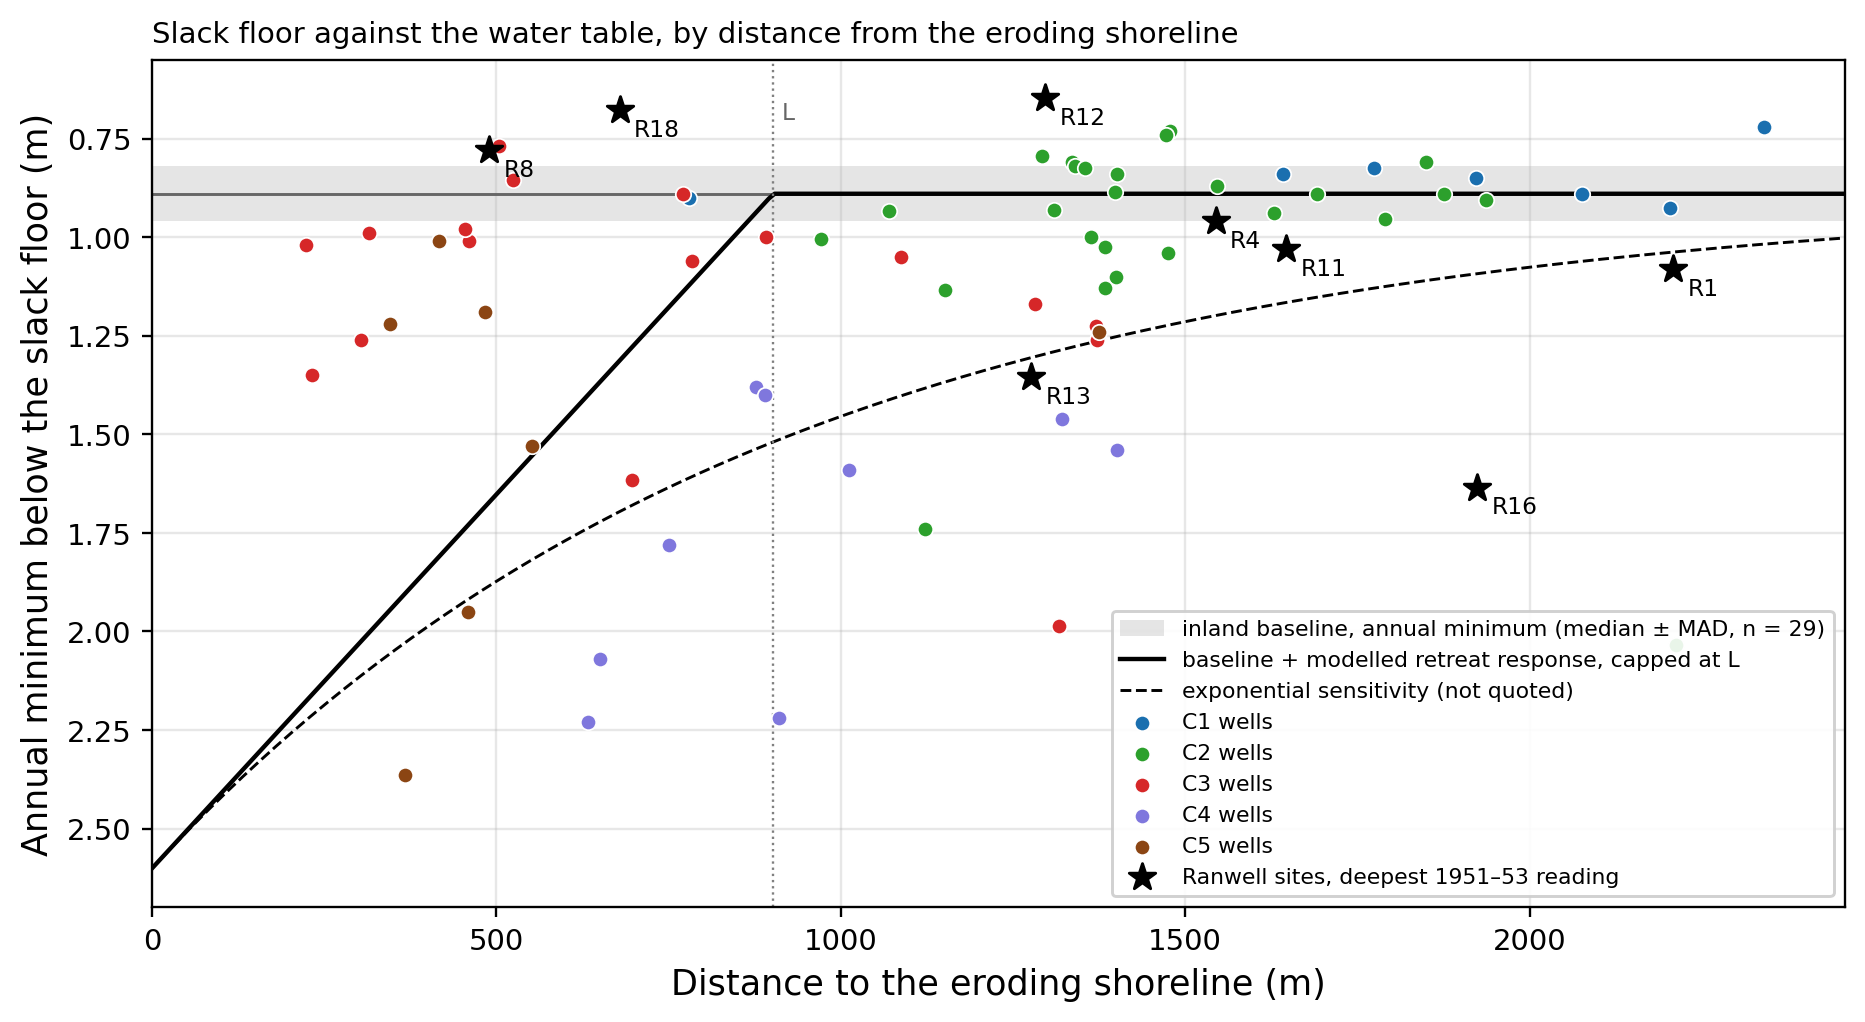 Slack floor against the water table, by distance from the eroding shoreline
Annual minimum below the slack floor (m)
0.75
1.00
1.25
1.50
1.75
2.00
2.25
2.50
L
R18
R12
R8
R4
R11
R1
R13
R16
inland baseline, annual minimum (median ± MAD, n = 29)
baseline + modelled retreat response, capped at L
exponential sensitivity (not quoted)
C1 wells
C2 wells
C3 wells
C4 wells
C5 wells
Ranwell sites, deepest 1951–53 reading
0
500
1000
1500
2000
Distance to the eroding shoreline (m)